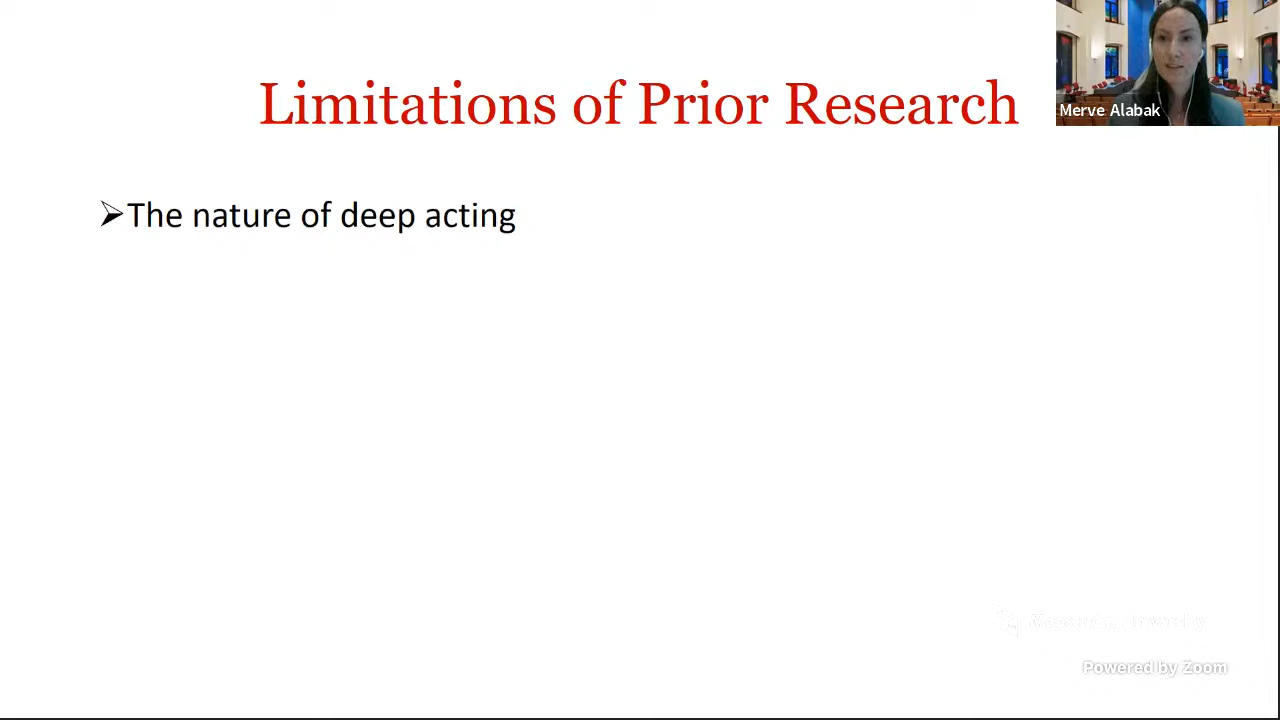 Limitations of Prior Research
Merve Alabak
➢The nature of deep acting
Powered by Zoom